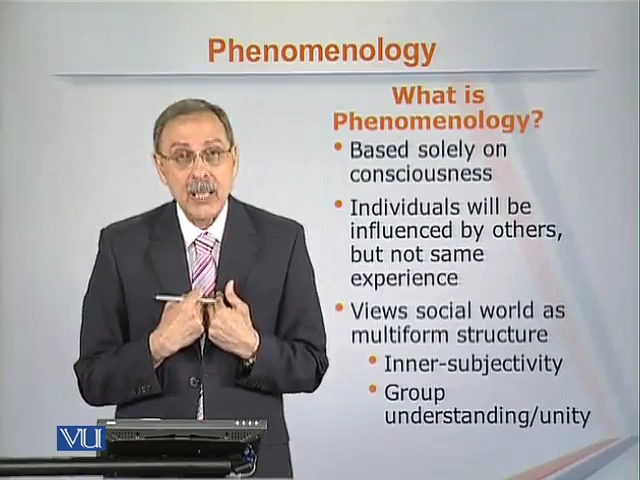 Phenomenology
What is
Phenomenology?
• Based solely on
consciousness
• Individuals will be
influenced by others,
but not same
experience
• Views social world as
multiform structure
• Inner-subjectivity
• Group
understanding/unity
VU